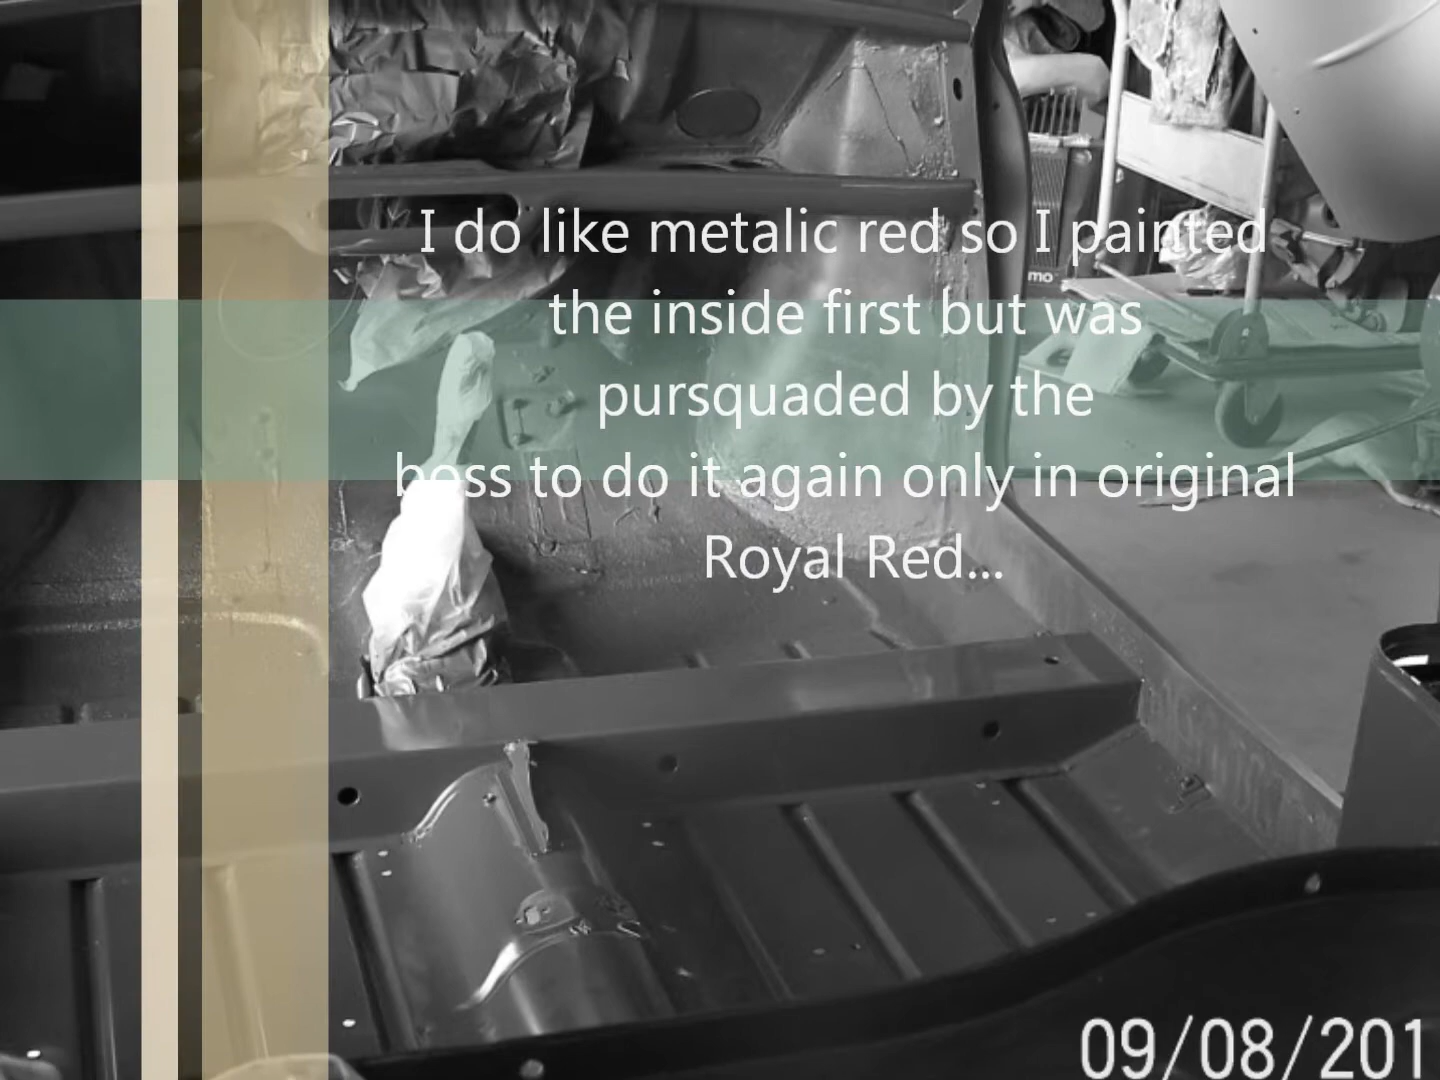 I do like metalic red so I painted
the inside first but was
pursquaded by the
boss to do it again only in original
Royal Red...
mo
09/08/201